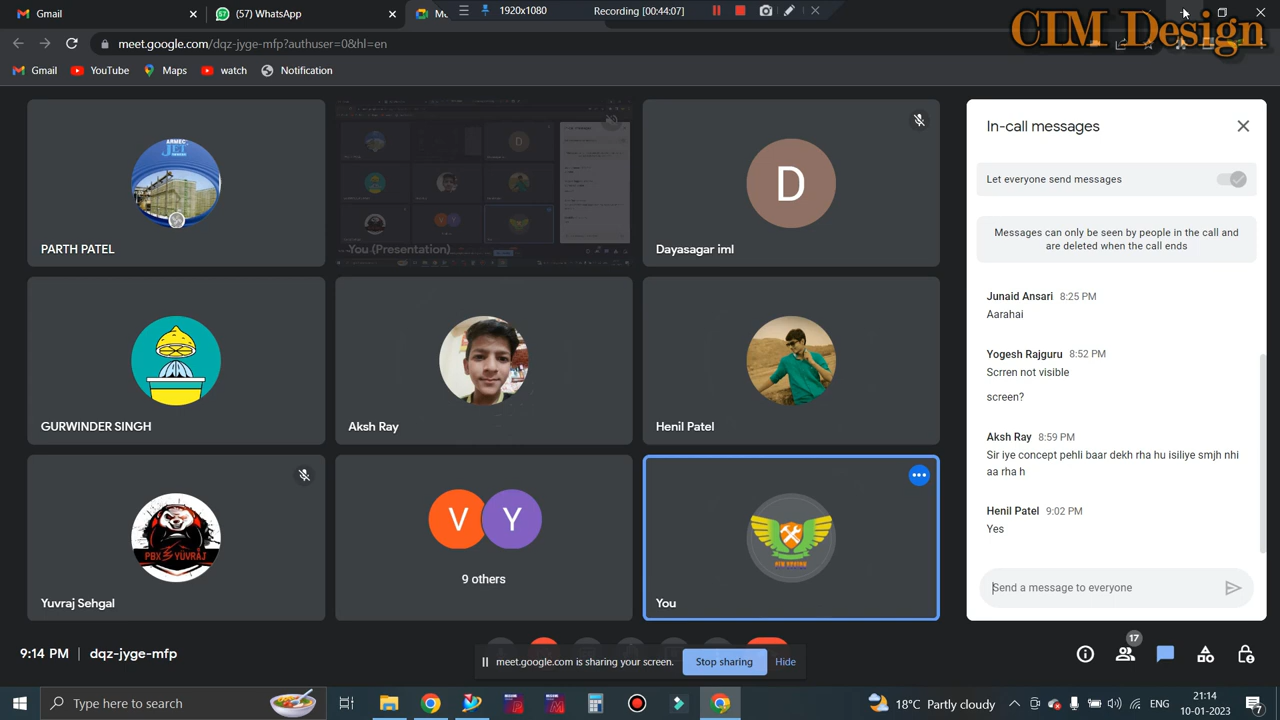 Gmail
(57) WhatsApp
1920x1080
Recording [00:44:07]
CIM Design
meet.google.com/dqz-jyge-mfp?authuser=0&hl=en
Gmail
YouTube
Maps
watch
Notification
PARTH PATEL
You (Presentation)
D
Dayasagar iml
GURWINDER SINGH
Aksh Ray
Henil Patel
PBX YUVRAJ
Yuvraj Sehgal
V Y
9 others
You
In-call messages
Let everyone send messages
Messages can only be seen by people in the call and
are deleted when the call ends
Junaid Ansari 8:25 PM
Aarahai
Yogesh Rajguru 8:52 PM
Scrren not visible
screen?
Aksh Ray 8:59 PM
Sir iye concept pehli baar dekh rha hu isiliye smjh nhi
aa rha h
Henil Patel 9:02 PM
Yes
Send a message to everyone
9:14 PM | dqz-jyge-mfp
meet.google.com is sharing your screen.
Stop sharing
Hide
17
Type here to search
18°C Partly cloudy
ENG
21:14
10-01-2023
7